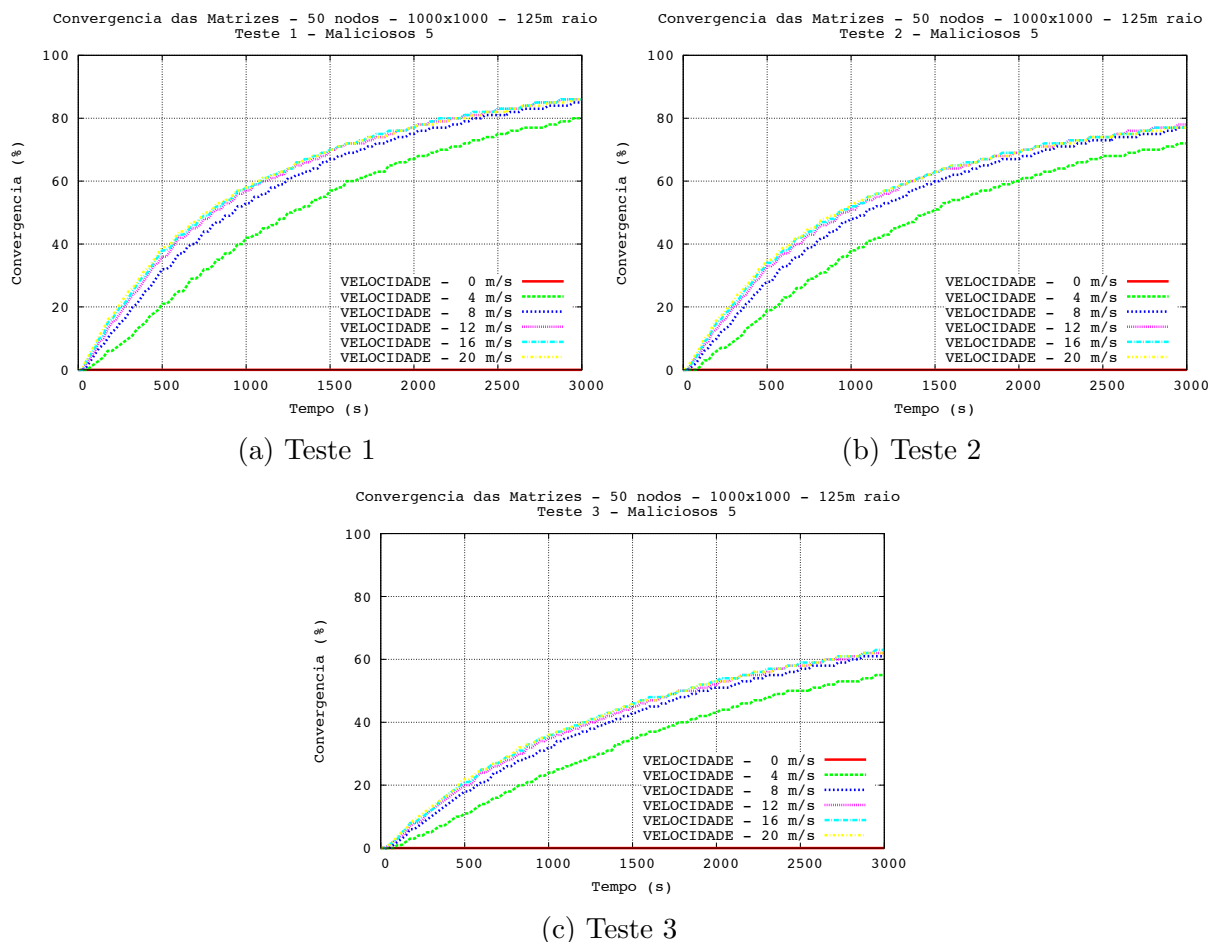 Convergencia das Matrizes - 50 nodos - 1000x1000 - 125m raio
Teste 1 - Maliciosos 5
100
80
60
40
20
0
Convergencia (%)
VELOCIDADE - 0 m/s
VELOCIDADE - 4 m/s
VELOCIDADE - 8 m/s
VELOCIDADE - 12 m/s
VELOCIDADE - 16 m/s
VELOCIDADE - 20 m/s
0 500 1000 1500 2000 2500 3000
Tempo (s)
(a) Teste 1
Convergencia das Matrizes - 50 nodos - 1000x1000 - 125m raio
Teste 2 - Maliciosos 5
100
80
60
40
20
0
Convergencia (%)
VELOCIDADE - 0 m/s
VELOCIDADE - 4 m/s
VELOCIDADE - 8 m/s
VELOCIDADE - 12 m/s
VELOCIDADE - 16 m/s
VELOCIDADE - 20 m/s
0 500 1000 1500 2000 2500 3000
Tempo (s)
(b) Teste 2
Convergencia das Matrizes - 50 nodos - 1000x1000 - 125m raio
Teste 3 - Maliciosos 5
100
80
60
40
20
0
Convergencia (%)
VELOCIDADE - 0 m/s
VELOCIDADE - 4 m/s
VELOCIDADE - 8 m/s
VELOCIDADE - 12 m/s
VELOCIDADE - 16 m/s
VELOCIDADE - 20 m/s
0 500 1000 1500 2000 2500 3000
Tempo (s)
(c) Teste 3